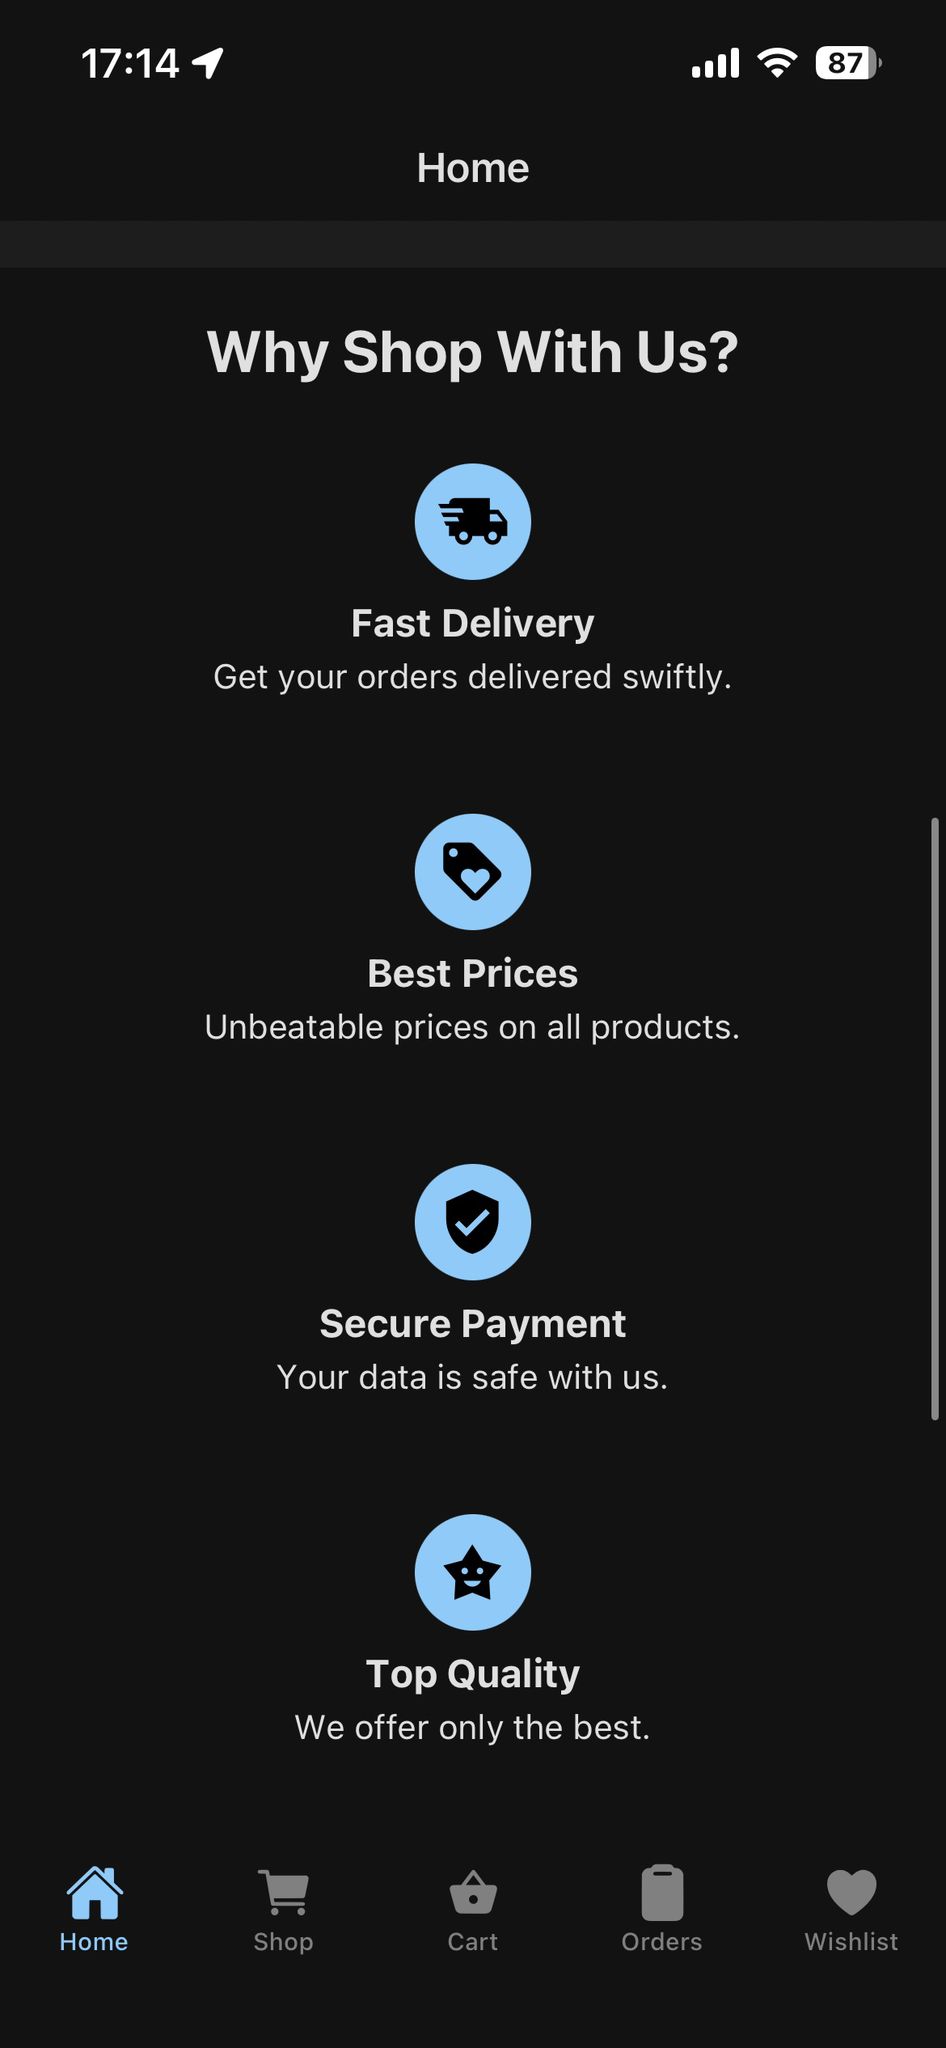 17:14
87
Home
Why Shop With Us?
Fast Delivery
Get your orders delivered swiftly.
Best Prices
Unbeatable prices on all products.
Secure Payment
Your data is safe with us.
Top Quality
We offer only the best.
Home
Shop
Cart
Orders
Wishlist